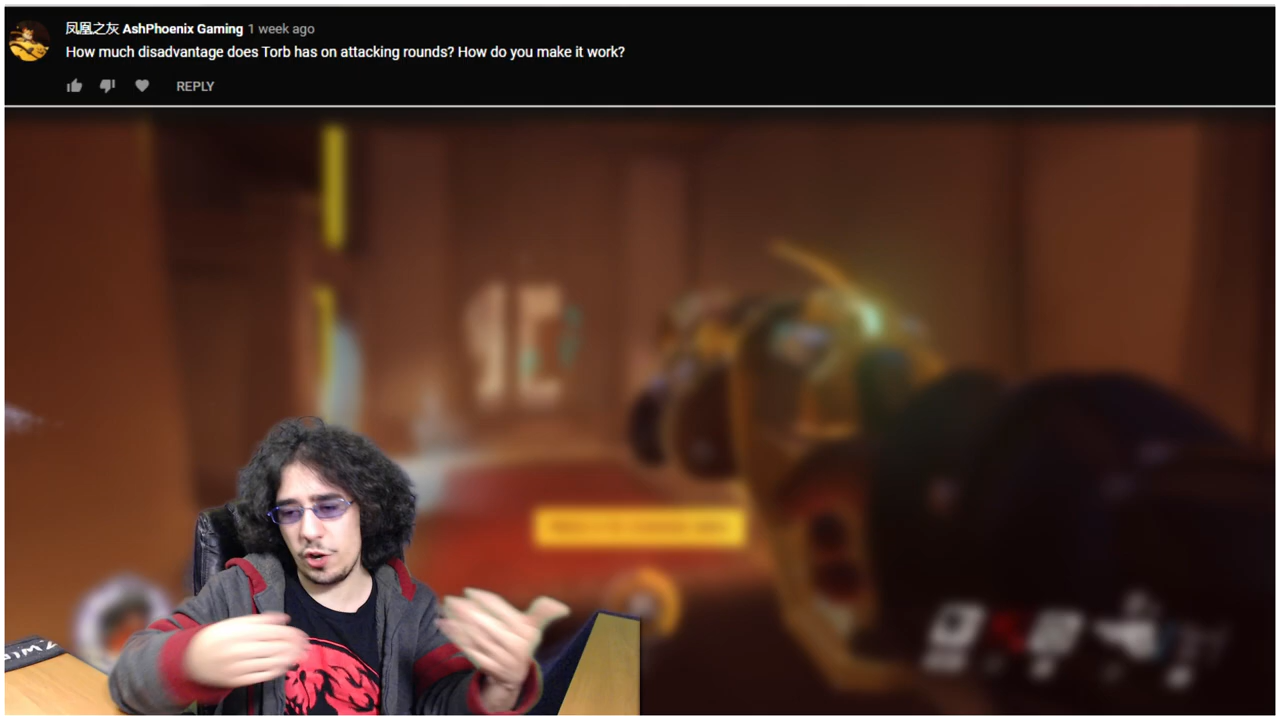 凤凰之灰 AshPhoenix Gaming 1 week ago
How much disadvantage does Torb has on attacking rounds? How do you make it work?
REPLY